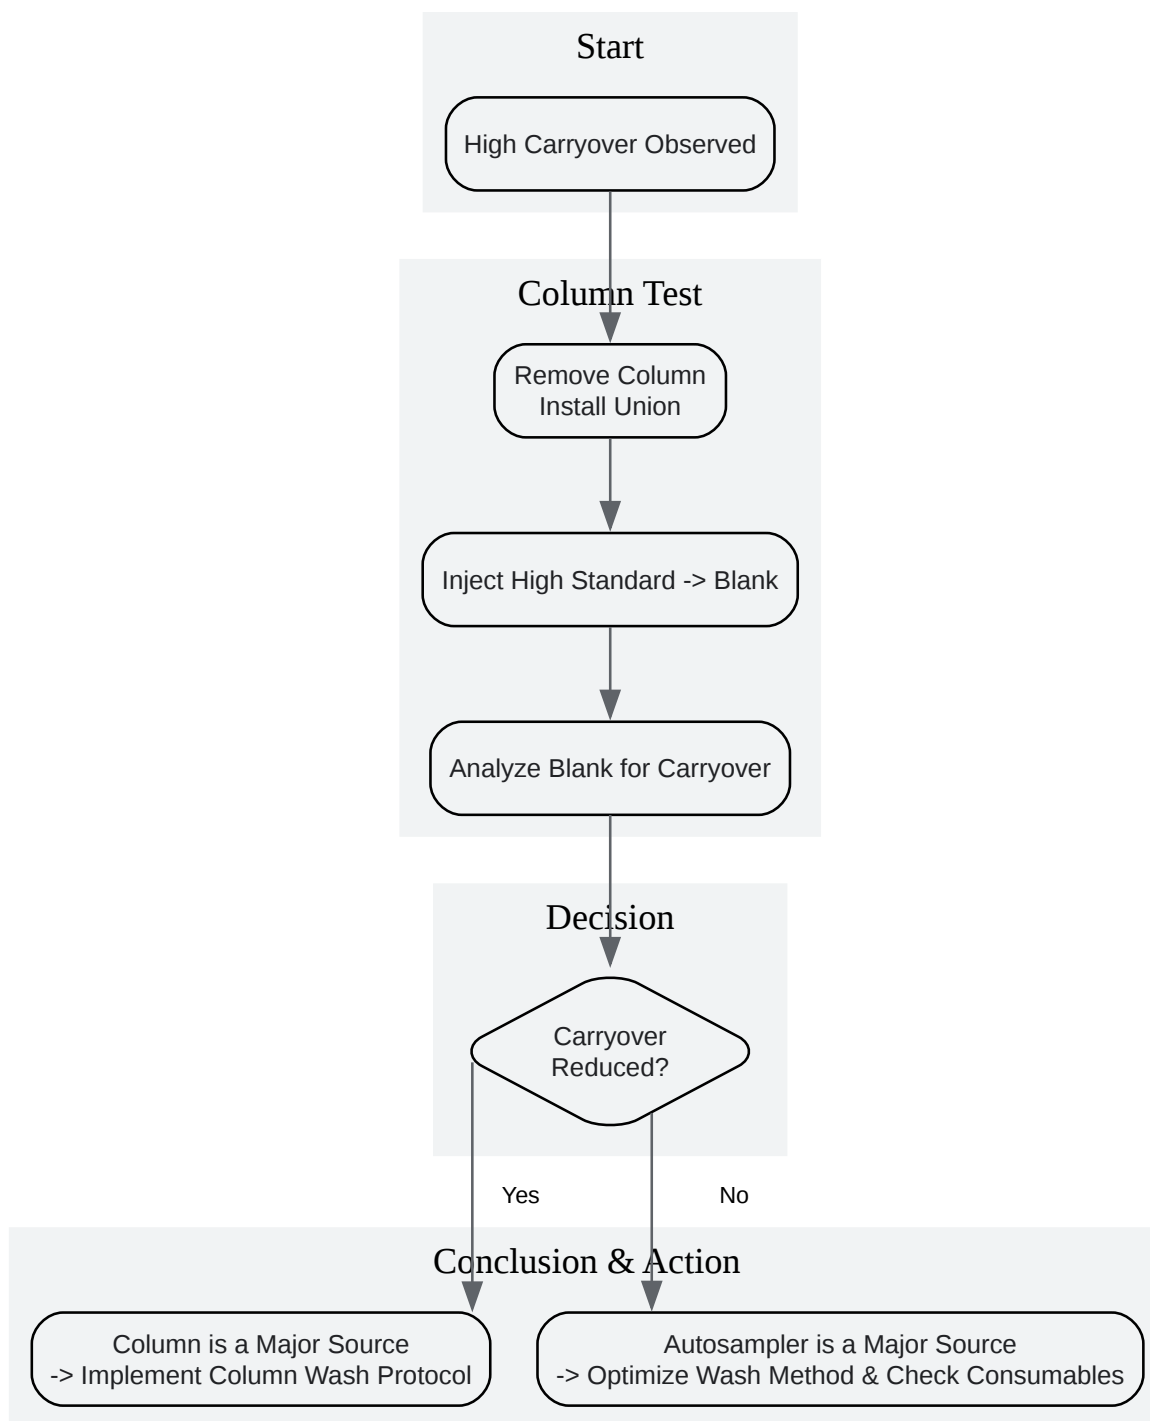 Start
High Carryover Observed
Column Test
Remove Column
Install Union
Inject High Standard -> Blank
Analyze Blank for Carryover
Decision
Carryover
Reduced?
Yes
No
Conclusion & Action
Column is a Major Source
-> Implement Column Wash Protocol
Autosampler is a Major Source
-> Optimize Wash Method & Check Consumables